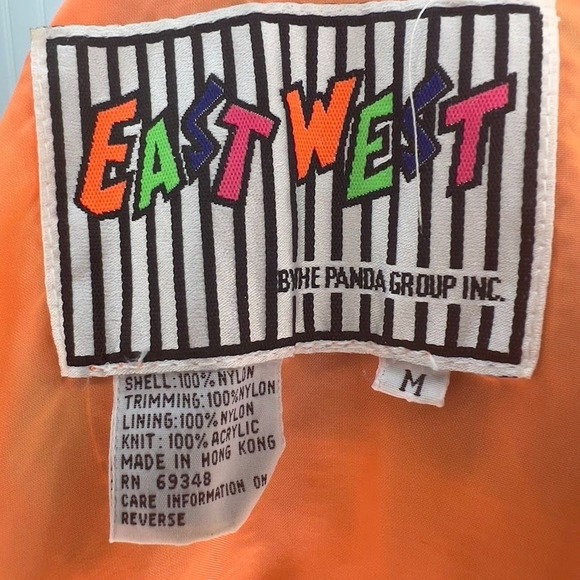 EAST WEST
BY THE PANDA GROUP INC.
M
SHELL:100% NYLON
TRIMMING:100%NYLON
LINING:100% NYLON
KNIT:100% ACRYLIC
MADE IN HONG KONG
RN 69348
CARE INFORMATION ON
REVERSE